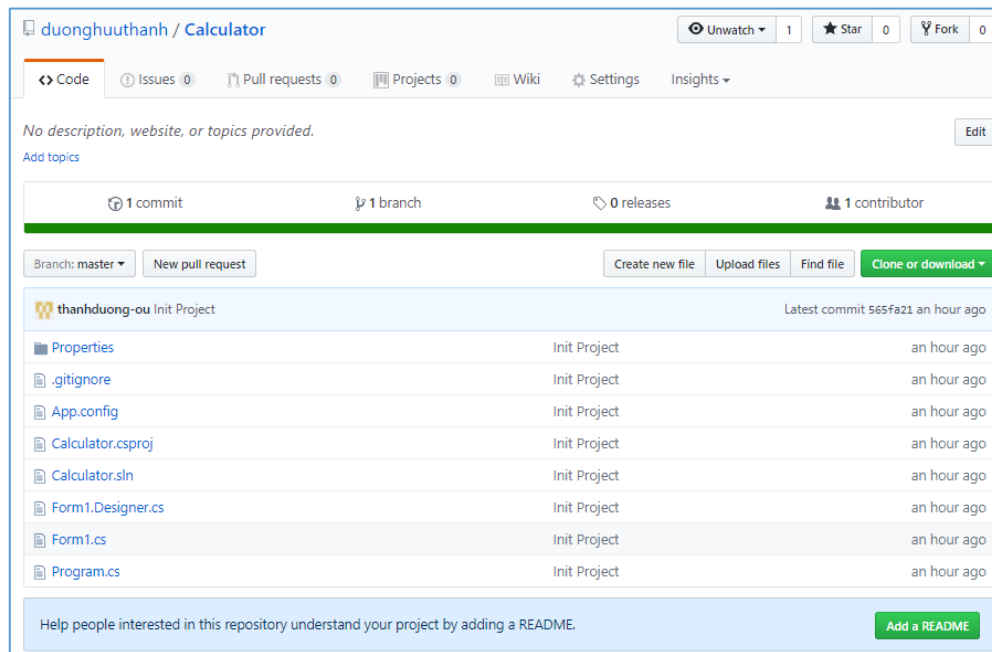 duonghuuthanh / Calculator Unwatch 1 Star 0 Fork 0
<> Code Issues 0 Pull requests 0 Projects 0 Wiki Settings Insights
No description, website, or topics provided. Edit
Add topics
1 commit 1 branch 0 releases 1 contributor
Branch: master New pull request Create new file Upload files Find file Clone or download
thanhduong-ou Init Project Latest commit 565fa21 an hour ago
Properties Init Project an hour ago
.gitignore Init Project an hour ago
App.config Init Project an hour ago
Calculator.csproj Init Project an hour ago
Calculator.sln Init Project an hour ago
Form1.Designer.cs Init Project an hour ago
Form1.cs Init Project an hour ago
Program.cs Init Project an hour ago
Help people interested in this repository understand your project by adding a README. Add a README